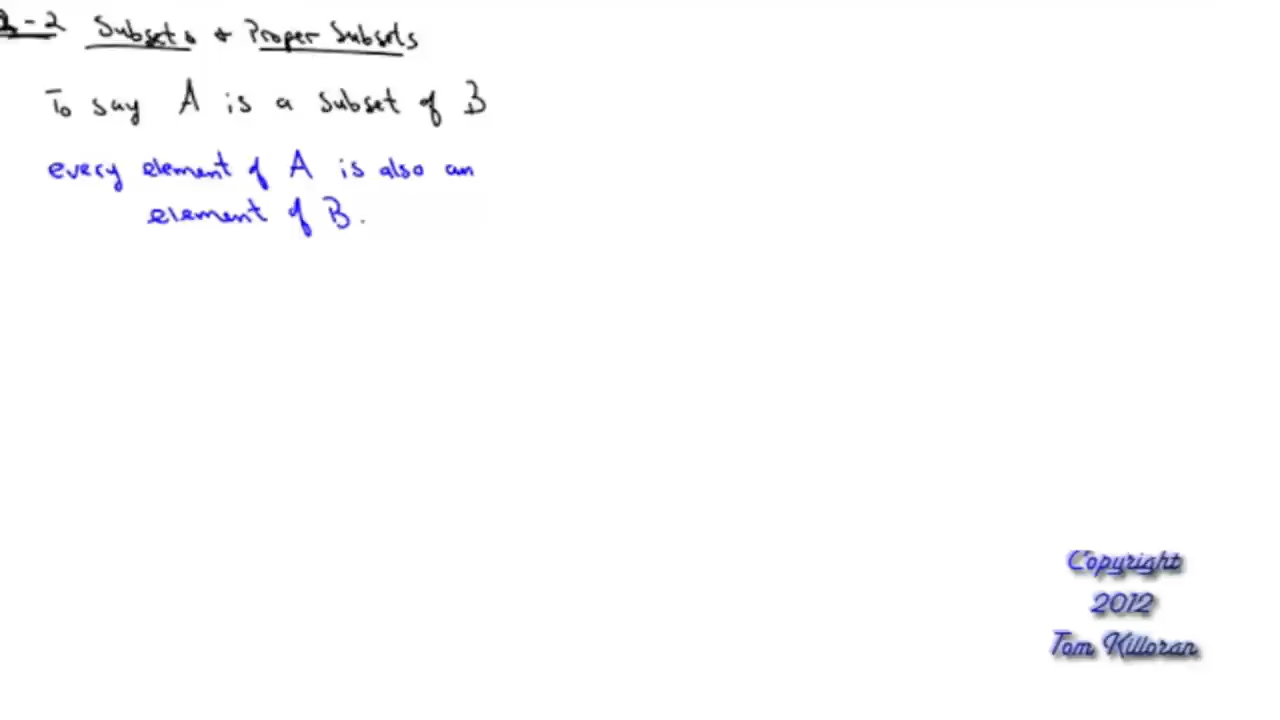 2-2 Subsets & Proper Subsets
To say A is a subset of B
every element of A is also an
element of B.
Copyright
2012
Tom Killoran